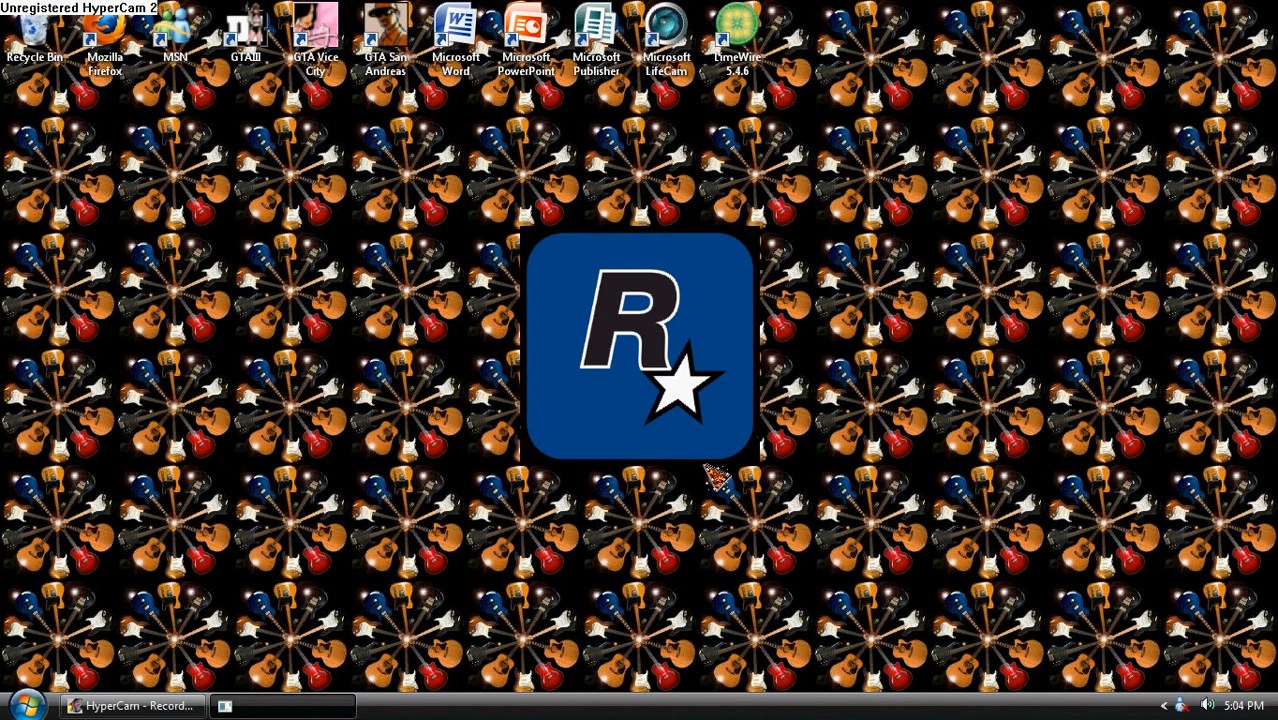 Unregistered HyperCam 2
Recycle Bin
Mozilla
Firefox
MSN
GTAIII
GTA Vice
City
GTA San
Andreas
Microsoft
Word
Microsoft
PowerPoint
Microsoft
Publisher
Microsoft
LifeCam
LimeWire
5.4.6
R
HyperCam - Record...
5:04 PM